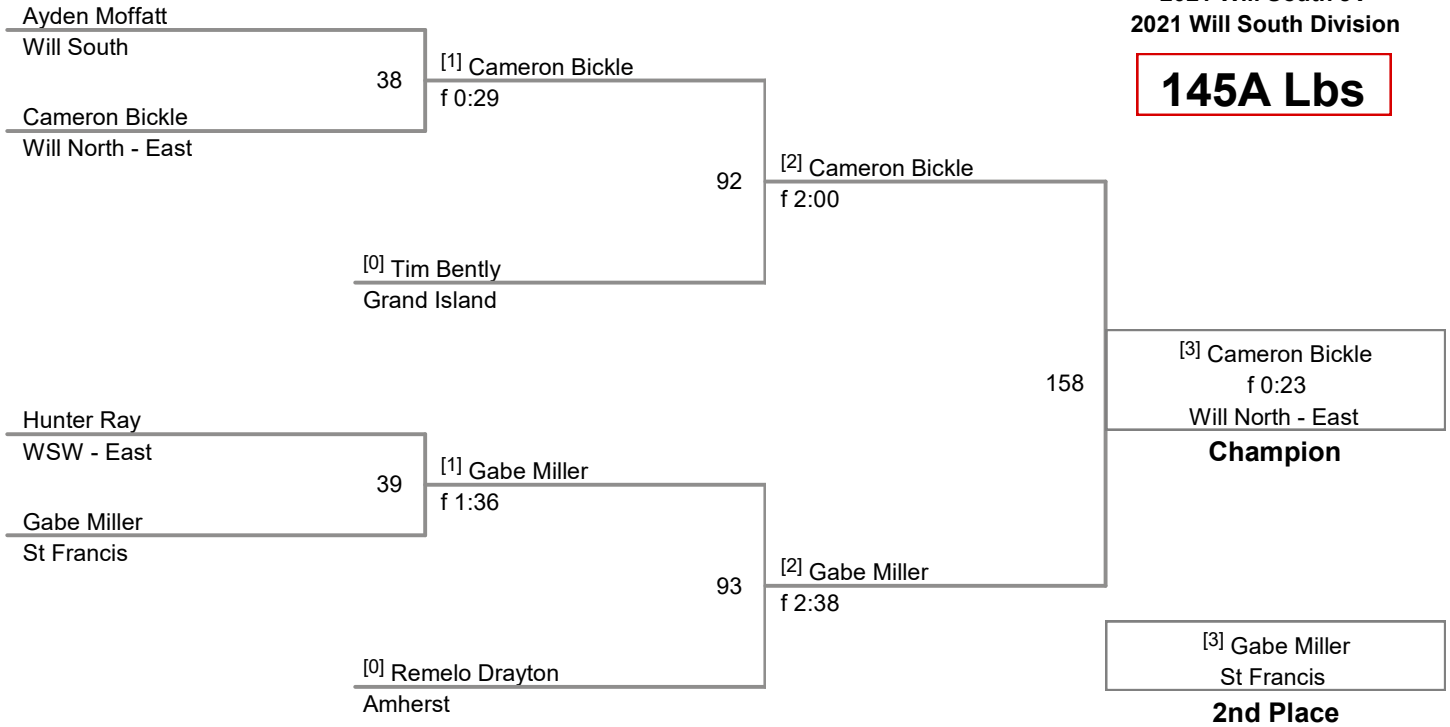 Ayden Moffatt
Will South
38
Cameron Bickle
Will North - East
[1] Cameron Bickle
f 0:29
92
[0] Tim Bently
Grand Island
[2] Cameron Bickle
f 2:00
2021 Will South Division
145A Lbs
Hunter Ray
WSW - East
39
Gabe Miller
St Francis
[1] Gabe Miller
f 1:36
93
[0] Remelo Drayton
Amherst
[2] Gabe Miller
f 2:38
158
[3] Cameron Bickle
f 0:23
Will North - East
Champion
[3] Gabe Miller
St Francis
2nd Place